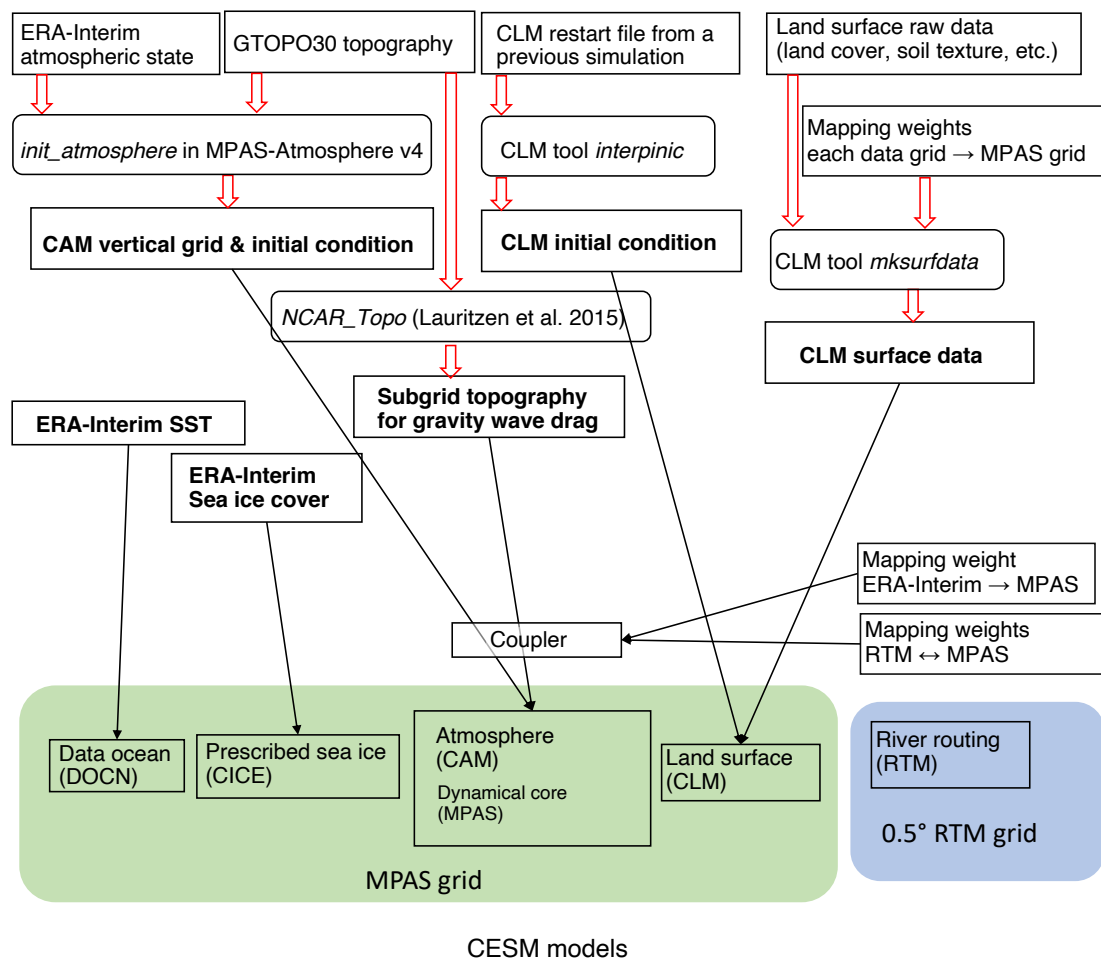 ERA-Interim
atmospheric state
GTOPO30 topography
CLM restart file from a
previous simulation
Land surface raw data
(land cover, soil texture, etc.)
init_atmosphere in MPAS-Atmosphere v4
CLM tool interpinic
Mapping weights
each data grid → MPAS grid
CAM vertical grid & initial condition
CLM initial condition
CLM tool mksurfdata
NCAR_Topo (Lauritzen et al. 2015)
CLM surface data
Subgrid topography
for gravity wave drag
ERA-Interim SST
ERA-Interim
Sea ice cover
Mapping weight
ERA-Interim → MPAS
Coupler
Mapping weights
RTM ↔ MPAS
Data ocean
(DOCN)
Prescribed sea ice
(CICE)
Atmosphere
(CAM)
Dynamical core
(MPAS)
Land surface
(CLM)
River routing
(RTM)
MPAS grid
0.5° RTM grid
CESM models